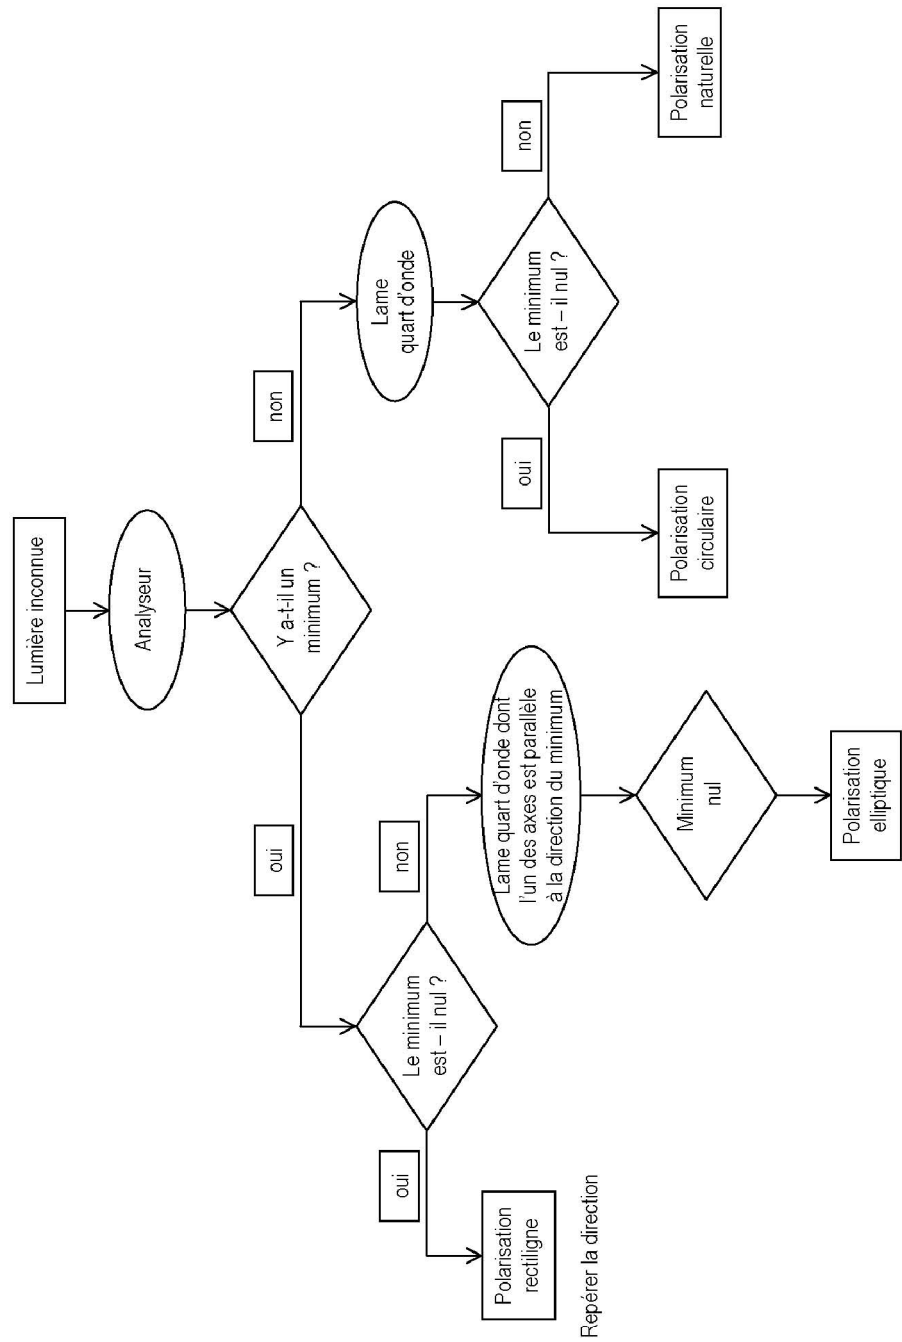 Lumière inconnue
Analyseur
Y a-t-il un
minimum ?
oui
non
Le minimum
est – il nul ?
oui
non
Polarisation
rectiligne
Repérer la direction
Lame quart d'onde dont
l'un des axes est parallèle
à la direction du minimum
Minimum
nul
Polarisation
elliptique
Lame
quart d'onde
Le minimum
est – il nul ?
oui
non
Polarisation
circulaire
Polarisation
naturelle